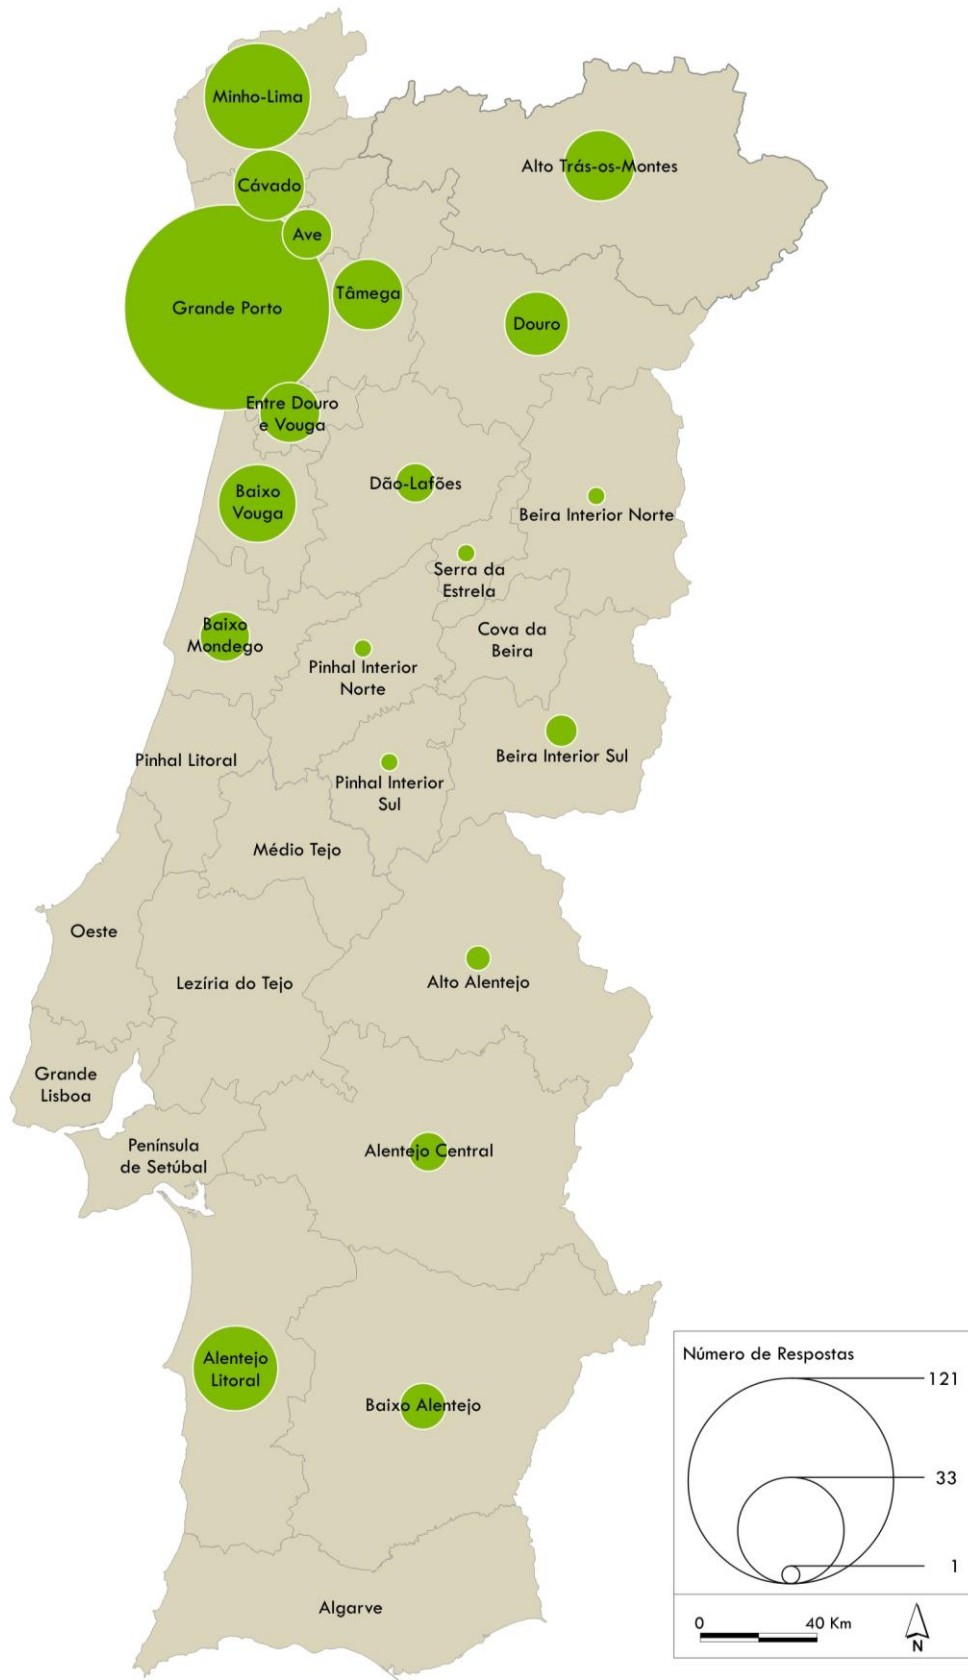 Minho-Lima
Alto Trás-os-Montes
Cávado
Ave
Tâmega
Grande Porto
Douro
Entre Douro
e Vouga
Dão-Lafões
Baixo
Vouga
Beira Interior Norte
Serra da
Estrela
Baixo
Mondego
Cova da
Beira
Pinhal Interior
Norte
Pinhal Litoral
Beira Interior Sul
Pinhal Interior
Sul
Médio Tejo
Oeste
Lezíria do Tejo
Alto Alentejo
Grande
Lisboa
Península
de Setúbal
Alentejo Central
Alentejo
Litoral
Baixo Alentejo
Algarve
Número de Respostas
121
33
1
0 40 Km
N